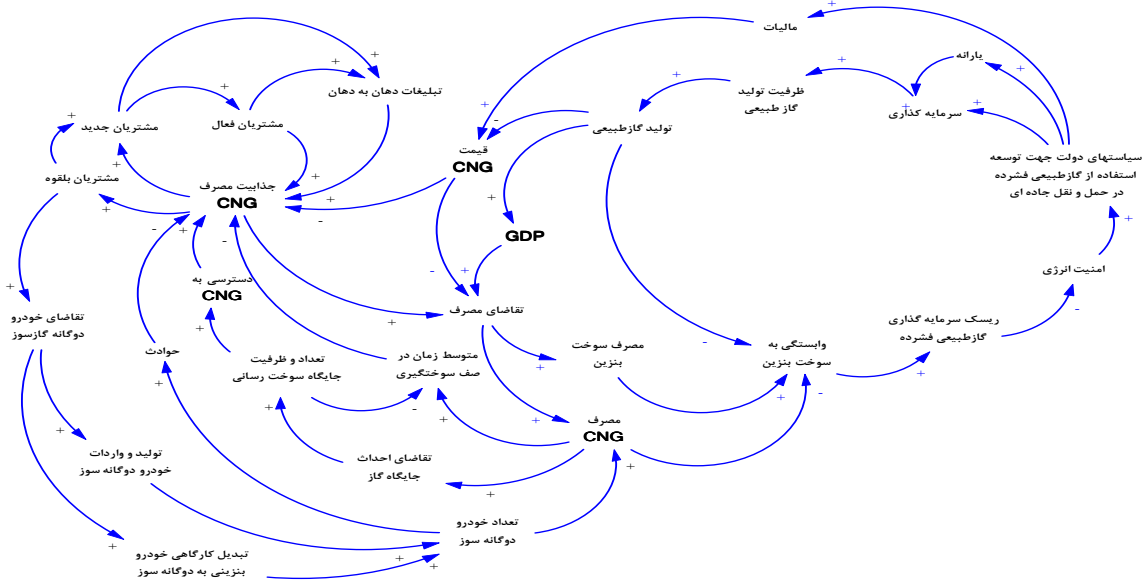 مالیات
یارانه
سرمایه کذاری
ظرفیت تولید
گاز طبیعی
تولید گازطبیعی
تبلیغات دهان به دهان
مشتریان فعال
مشتریان جدید
سیاستهای دولت جهت توسعه
استفاده از گازطبیعی فشرده
در حمل و نقل جاده ای
قیمت
CNG
مشتریان بلقوه
جذابیت مصرف
CNG
GDP
امنیت انرژی
دسترسی به
CNG
تقاضای مصرف
تقاضای خودرو
دوگانه گازسوز
ریسک سرمایه گذاری
گازطبیعی فشرده
وابستگی به
سوخت بنزین
مصرف سوخت
بنزین
متوسط زمان در
صف سوختگیری
تعداد و ظرفیت
جایگاه سوخت رسانی
حوادث
مصرف
CNG
تقاضای احداث
جایگاه گاز
تولید و واردات
خودرو دوگانه سوز
تعداد خودرو
دوگانه سوز
تبدیل کارگاهی خودرو
بنزینی به دوگانه سوز